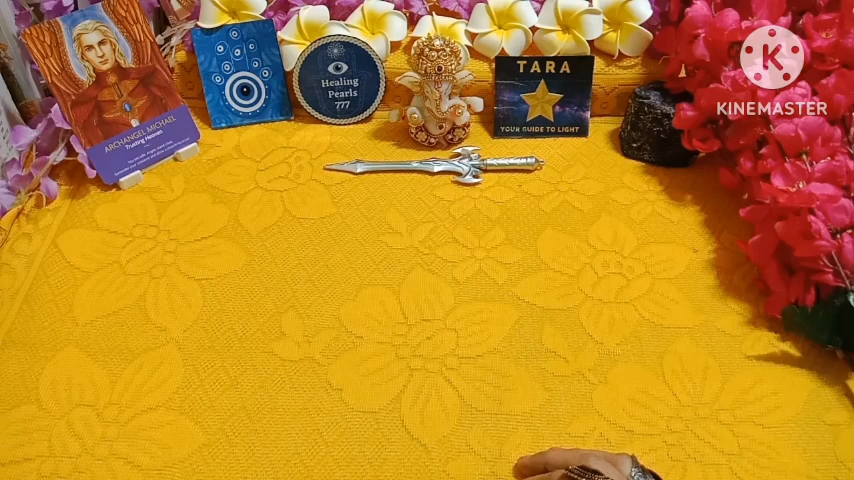 ARCHANGEL MICHAEL
Trusting Heaven
Healing
Pearls
777
TARA
YOUR GUIDE TO LIGHT
K
KINEMASTER